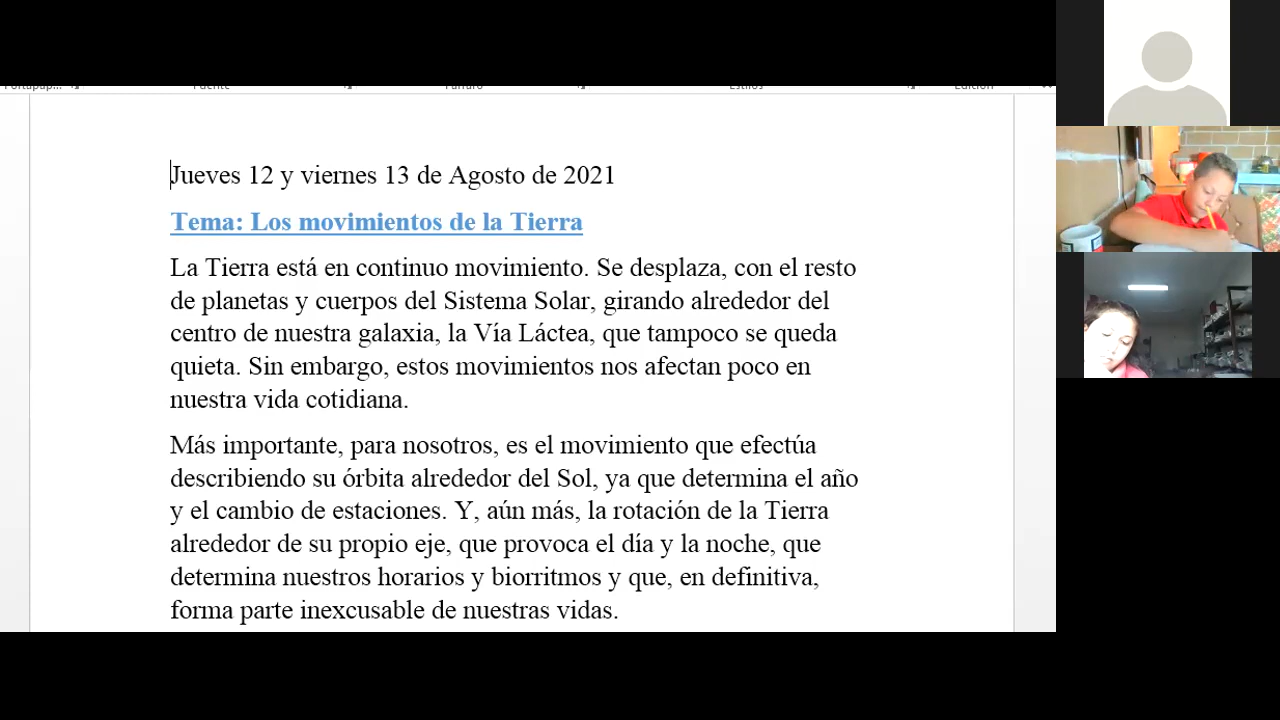 Jueves 12 y viernes 13 de Agosto de 2021
Tema: Los movimientos de la Tierra
La Tierra está en continuo movimiento. Se desplaza, con el resto
de planetas y cuerpos del Sistema Solar, girando alrededor del
centro de nuestra galaxia, la Vía Láctea, que tampoco se queda
quieta. Sin embargo, estos movimientos nos afectan poco en
nuestra vida cotidiana.
Más importante, para nosotros, es el movimiento que efectúa
describiendo su órbita alrededor del Sol, ya que determina el año
y el cambio de estaciones. Y, aún más, la rotación de la Tierra
alrededor de su propio eje, que provoca el día y la noche, que
determina nuestros horarios y biorritmos y que, en definitiva,
forma parte inexcusable de nuestras vidas.